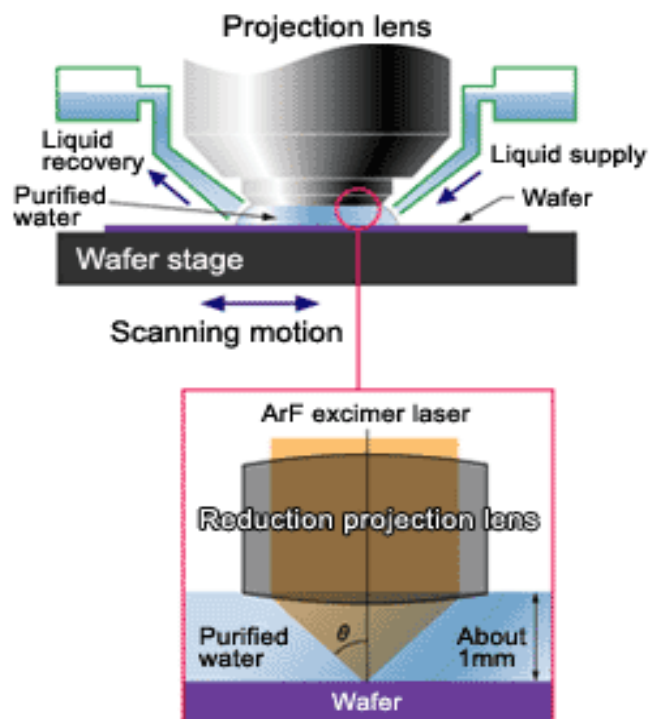 Projection lens
Liquid
recovery
Liquid supply
Purified
water
Wafer
Wafer stage
Scanning motion
ArF excimer laser
Reduction projection lens
θ
Purified
water
About
1mm
Wafer